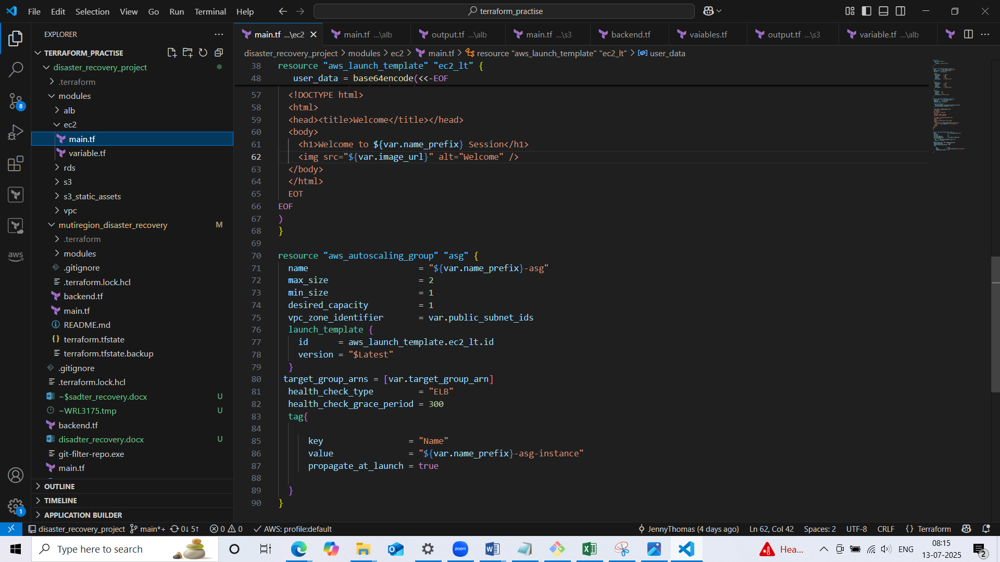 File Edit Selection View Go Run Terminal Help
terraform_practise
EXPLORER
TERRAFORM_PRACTISE
disaster_recovery_project
.terraform
modules
alb
ec2
main.tf
variable.tf
rds
s3
s3_static_assets
vpc
mutiregion_disaster_recovery M
.terraform
modules
.gitignore
.terraform.lock.hcl
backend.tf
main.tf
README.md
terraform.tfstate
terraform.tfstate.backup
.gitignore
.terraform.lock.hcl
~$sadter_recovery.docx U
~WRL3175.tmp U
backend.tf
disadter_recovery.docx U
git-filter-repo.exe
main.tf
OUTLINE
TIMELINE
APPLICATION BUILDER
8
aws
1
main.tf ...\ec2 main.tf ...\alb output.tf ...\alb main.tf ...\s3 backend.tf vaiables.tf output.tf ...\s3 variable.tf ...\alb
disaster_recovery_project > modules > ec2 > main.tf > resource "aws_launch_template" "ec2_lt" > user_data
38 resource "aws_launch_template" "ec2_lt" {
48 user_data = base64encode(<<-EOF
57 <!DOCTYPE html>
58 <html>
59 <head><title>Welcome</title></head>
60 <body>
61 <h1>Welcome to ${var.name_prefix} Session</h1>
62 <img src="${var.image_url}" alt="Welcome" />
63 </body>
64 </html>
65 EOT
66 EOF
67 )
68 }
69
70 resource "aws_autoscaling_group" "asg" {
71 name = "${var.name_prefix}-asg"
72 max_size = 2
73 min_size = 1
74 desired_capacity = 1
75 vpc_zone_identifier = var.public_subnet_ids
76 launch_template {
77 id = aws_launch_template.ec2_lt.id
78 version = "$Latest"
79 }
80 target_group_arns = [var.target_group_arn]
81 health_check_type = "ELB"
82 health_check_grace_period = 300
83 tag{
84
85 key = "Name"
86 value = "${var.name_prefix}-asg-instance"
87 propagate_at_launch = true
88
89 }
90 }
disaster_recovery_project main*+ 0↓ 5↑ 0 0 AWS: profile:default JennyThomas (4 days ago) Ln 62, Col 42 Spaces: 2 UTF-8 CRLF {} Terraform
Type here to search
zoom
Hea...
ENG
08:15
13-07-2025
2